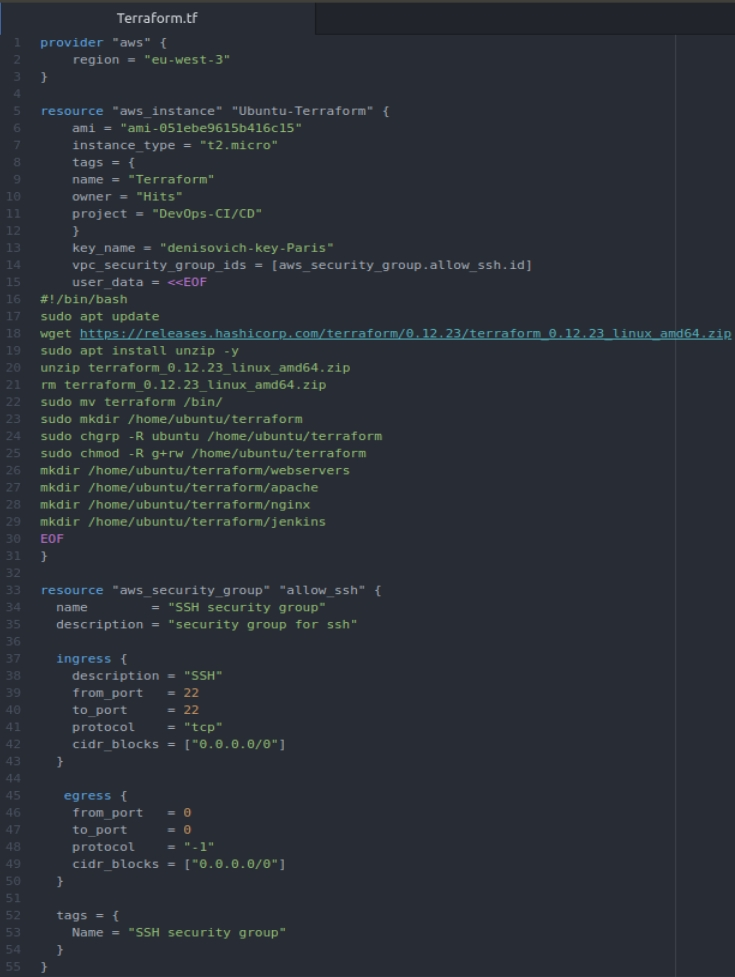 Terraform.tf
1 provider "aws" {
2     region = "eu-west-3"
3 }
4
5 resource "aws_instance" "Ubuntu-Terraform" {
6     ami = "ami-051ebe9615b416c15"
7     instance_type = "t2.micro"
8     tags = {
9     name = "Terraform"
10     owner = "Hits"
11     project = "DevOps-CI/CD"
12     }
13     key_name = "denisovich-key-Paris"
14     vpc_security_group_ids = [aws_security_group.allow_ssh.id]
15     user_data = <<EOF
16 #!/bin/bash
17 sudo apt update
18 wget https://releases.hashicorp.com/terraform/0.12.23/terraform_0.12.23_linux_amd64.zip
19 sudo apt install unzip -y
20 unzip terraform_0.12.23_linux_amd64.zip
21 rm terraform_0.12.23_linux_amd64.zip
22 sudo mv terraform /bin/
23 sudo mkdir /home/ubuntu/terraform
24 sudo chgrp -R ubuntu /home/ubuntu/terraform
25 sudo chmod -R g+rw /home/ubuntu/terraform
26 mkdir /home/ubuntu/terraform/webservers
27 mkdir /home/ubuntu/terraform/apache
28 mkdir /home/ubuntu/terraform/nginx
29 mkdir /home/ubuntu/terraform/jenkins
30 EOF
31 }
32
33 resource "aws_security_group" "allow_ssh" {
34   name        = "SSH security group"
35   description = "security group for ssh"
36
37   ingress {
38     description = "SSH"
39     from_port   = 22
40     to_port     = 22
41     protocol    = "tcp"
42     cidr_blocks = ["0.0.0.0/0"]
43   }
44
45    egress {
46     from_port   = 0
47     to_port     = 0
48     protocol    = "-1"
49     cidr_blocks = ["0.0.0.0/0"]
50   }
51
52   tags = {
53     Name = "SSH security group"
54   }
55 }